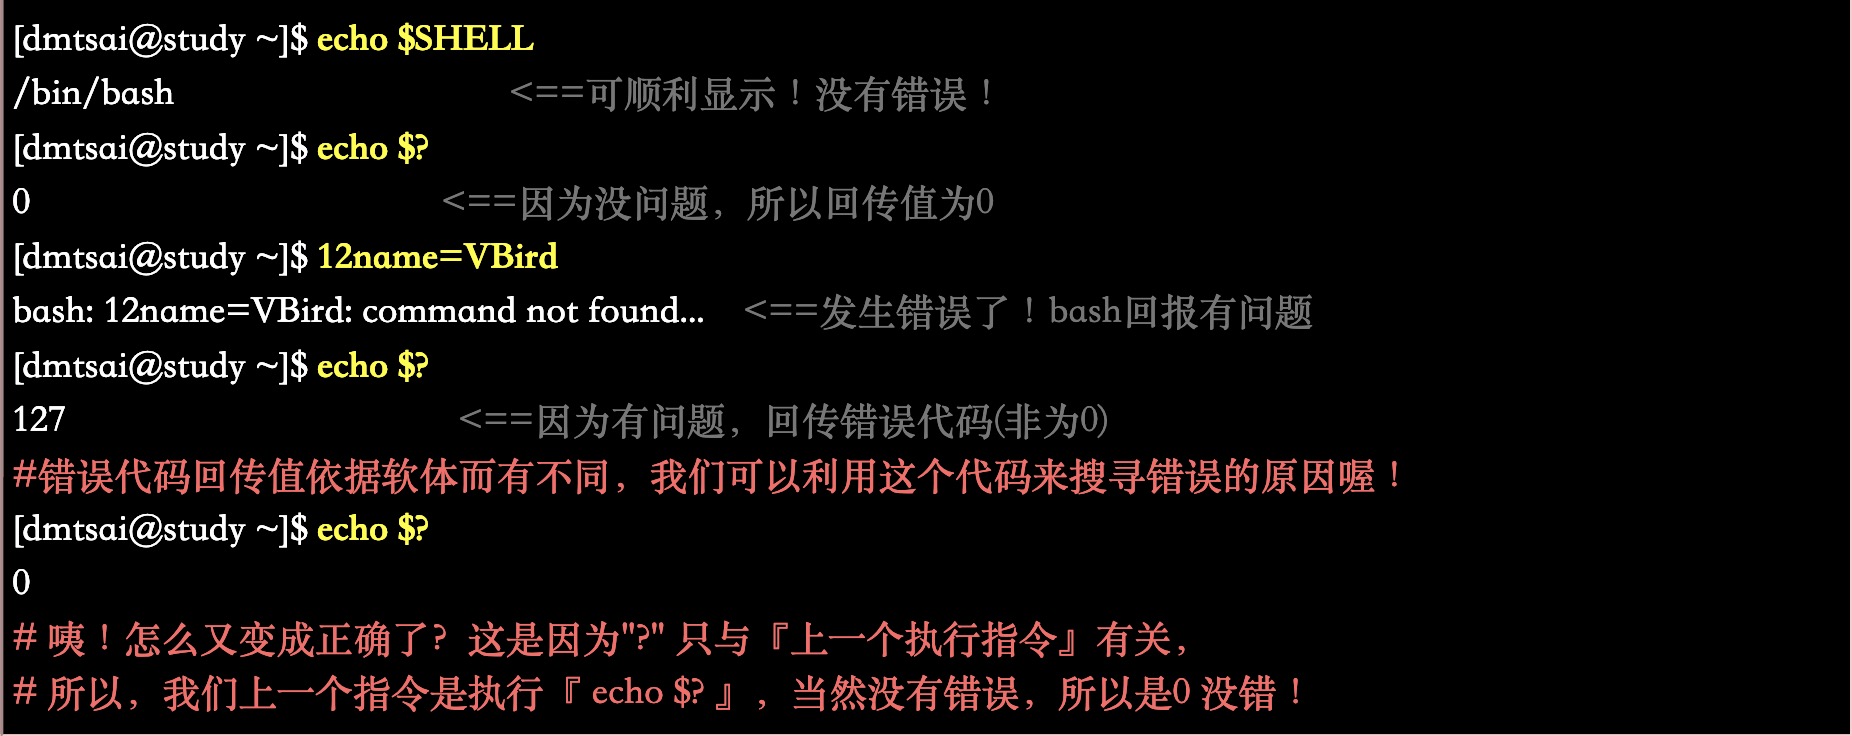 [dmtsai@study ~]$ echo $SHELL
/bin/bash <==可顺利显示！没有错误！
[dmtsai@study ~]$ echo $?
0 <==因为没问题，所以回传值为0
[dmtsai@study ~]$ 12name=VBird
bash: 12name=VBird: command not found... <==发生错误了！bash回报有问题
[dmtsai@study ~]$ echo $?
127 <==因为有问题，回传错误代码(非为0)
#错误代码回传值依据软体而有不同，我们可以利用这个代码来搜寻错误的原因喔！
[dmtsai@study ~]$ echo $?
0
# 咦！怎么又变成正确了？这是因为"?" 只与『上一个执行指令』有关，
# 所以，我们上一个指令是执行『 echo $? 』，当然没有错误，所以是0 没错！